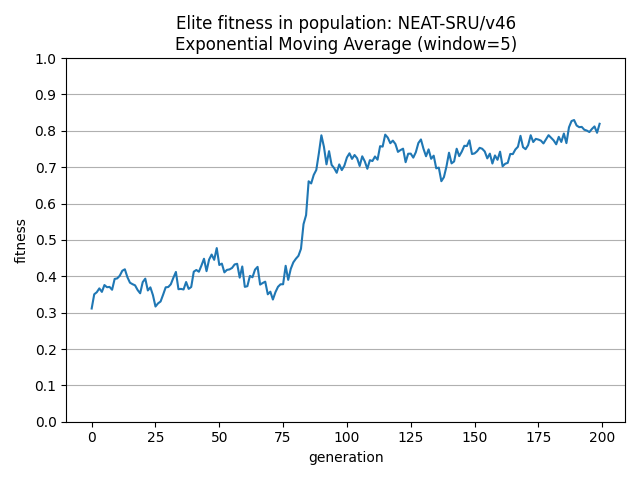 Elite fitness in population: NEAT-SRU/v46
Exponential Moving Average (window=5)
1.0
0.9
0.8
0.7
0.6
0.5
0.4
0.3
0.2
0.1
0.0
fitness
0 25 50 75 100 125 150 175 200
generation